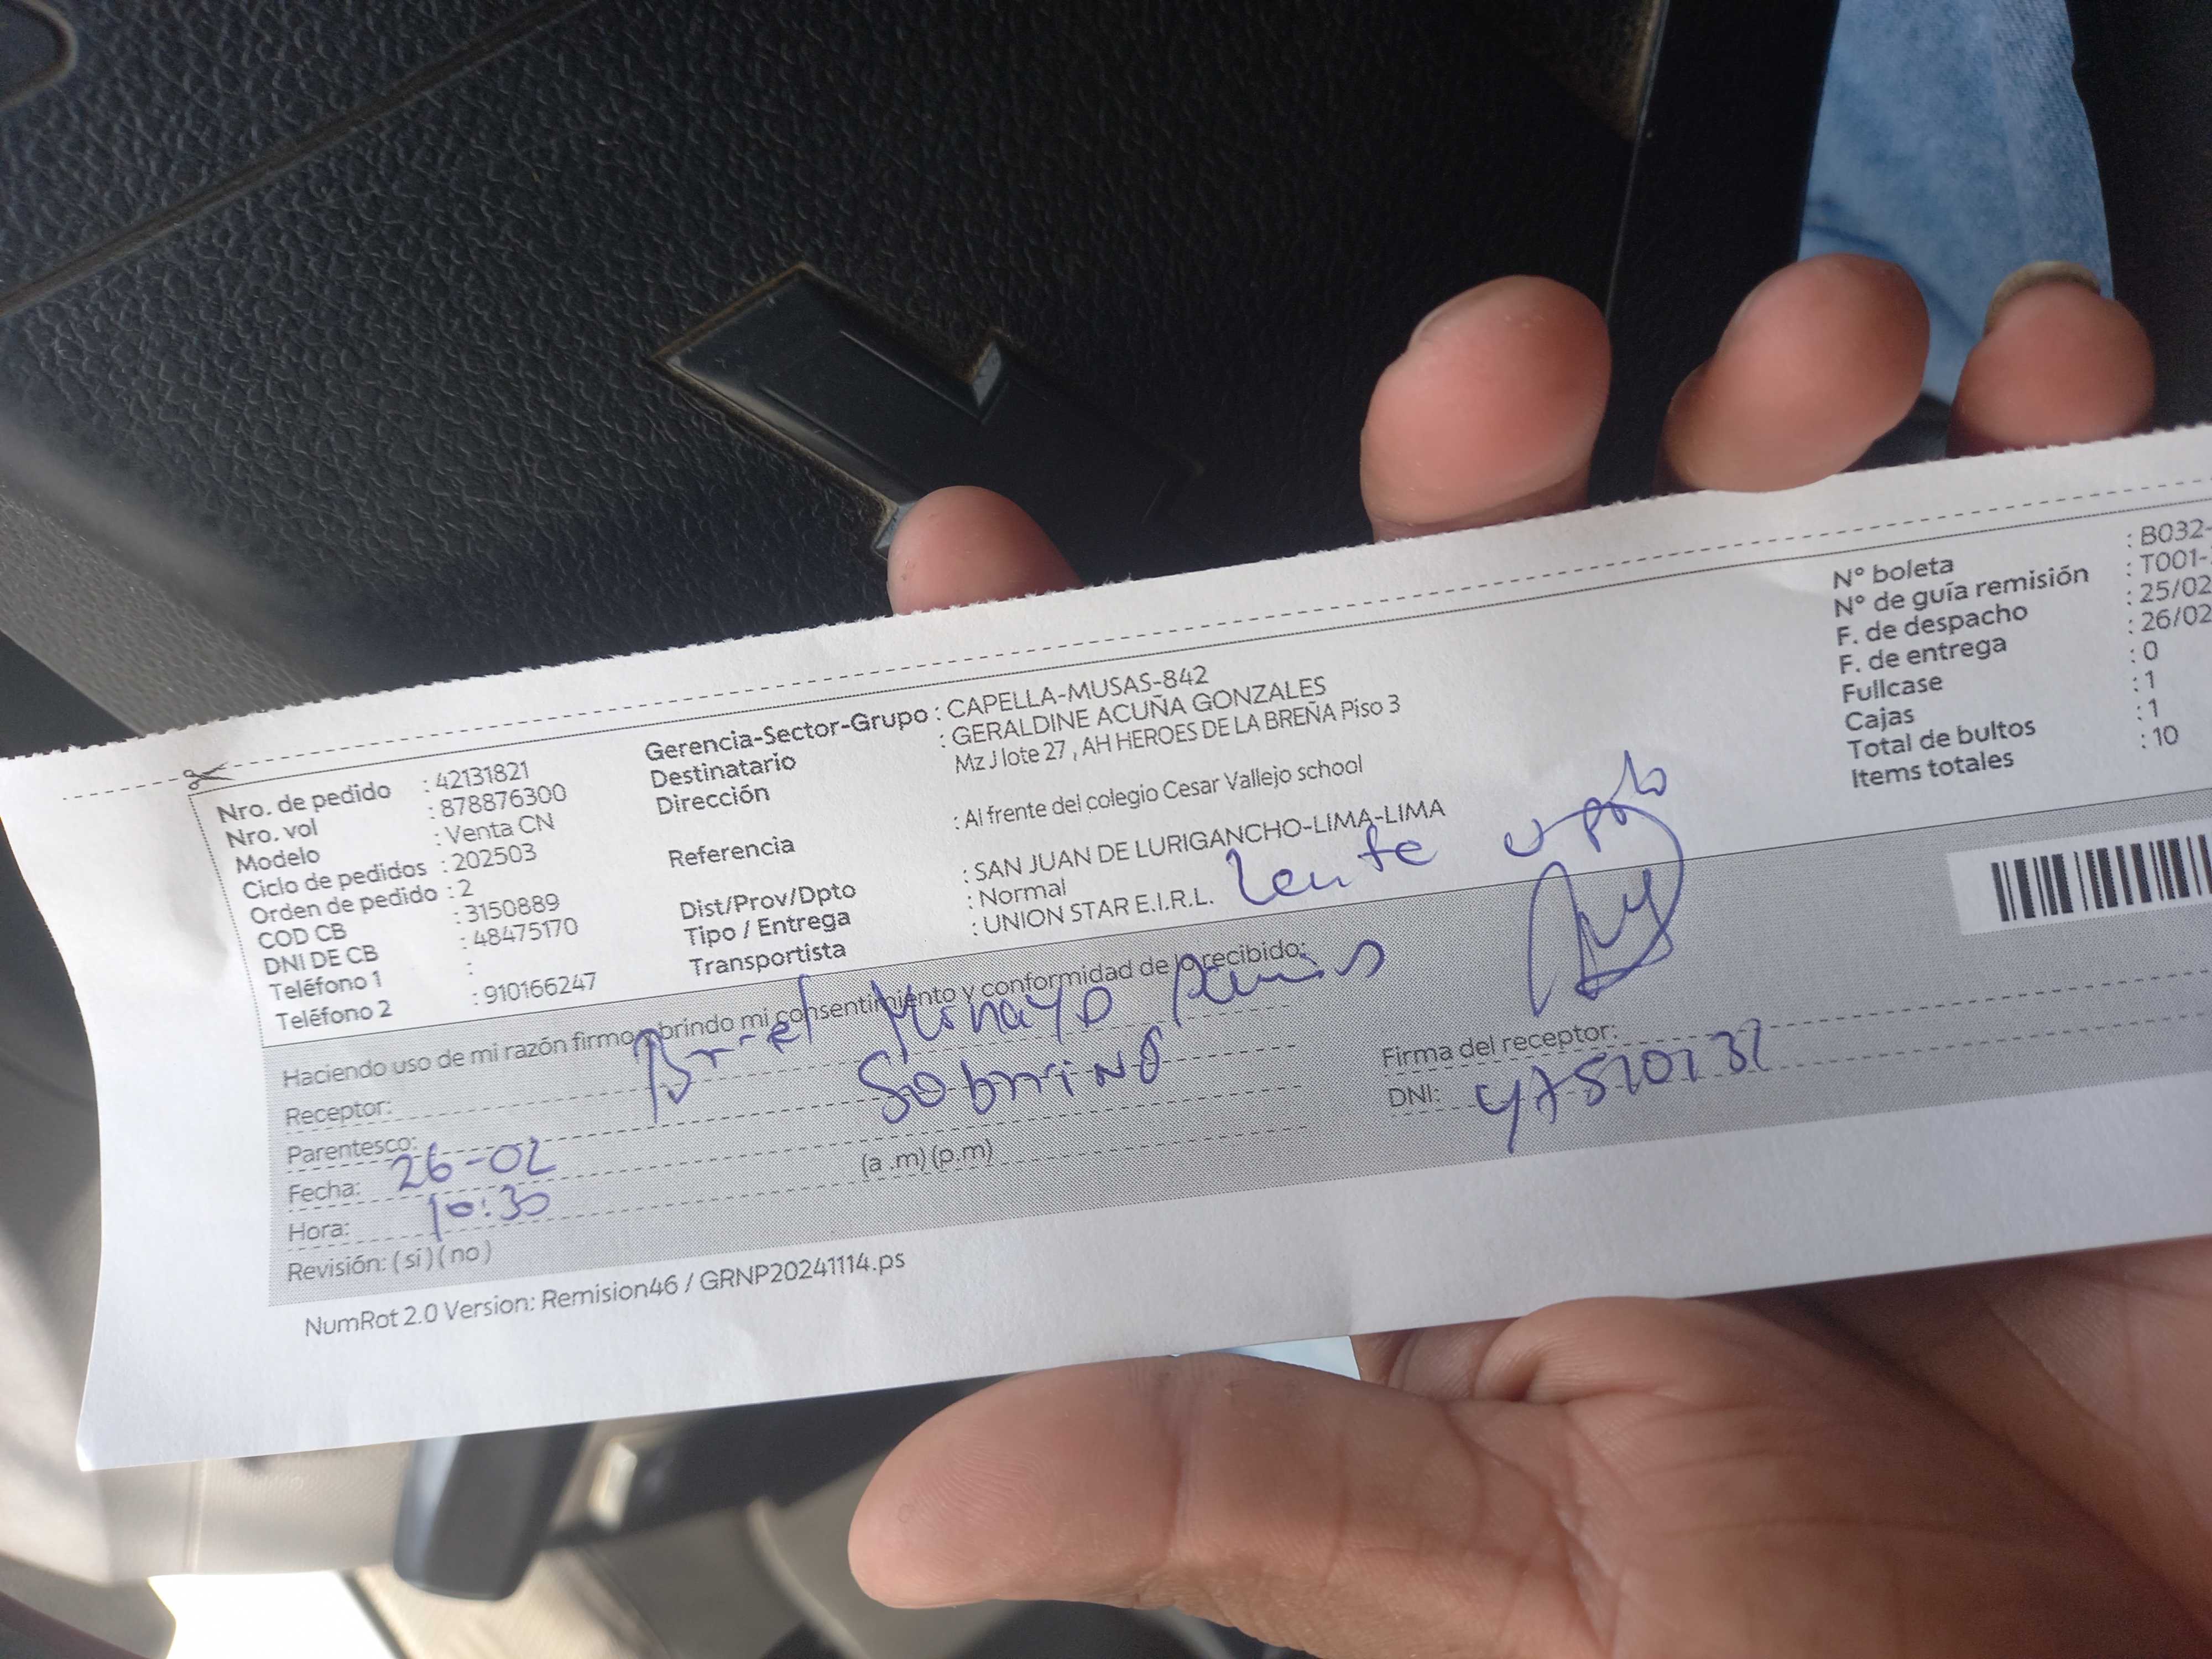 Nro. de pedido : 42131821
Nro. vol : 878876300
Modelo : Venta CN
Ciclo de pedidos : 202503
Orden de pedido : 2
COD CB : 3150889
DNI DE CB : 48475170
Teléfono 1 :
Teléfono 2 : 910166247
Gerencia-Sector-Grupo : CAPELLA-MUSAS-842
Destinatario : GERALDINE ACUÑA GONZALES
Dirección Mz J lote 27 , AH HEROES DE LA BREÑA Piso 3
Referencia : Al frente del colegio Cesar Vallejo school
Dist/Prov/Dpto : SAN JUAN DE LURIGANCHO-LIMA-LIMA
Tipo / Entrega : Normal
Transportista : UNION STAR E.I.R.L.
N° boleta : B032-
N° de guía remisión : T001-
F. de despacho : 25/02
F. de entrega : 26/02
Fullcase : 0
Cajas : 1
Total de bultos : 1
Items totales : 10
Haciendo uso de mi razón firmo y brindo mi consentimiento y conformidad de lo recibido:
Receptor:
Parentesco: Sobrino
Fecha: 26-02
Hora: 10:30 (a .m) (p.m)
Revisión: ( si ) ( no )
Firma del receptor:
DNI:
NumRot 2.0 Version: Remision46 / GRNP20241114.ps